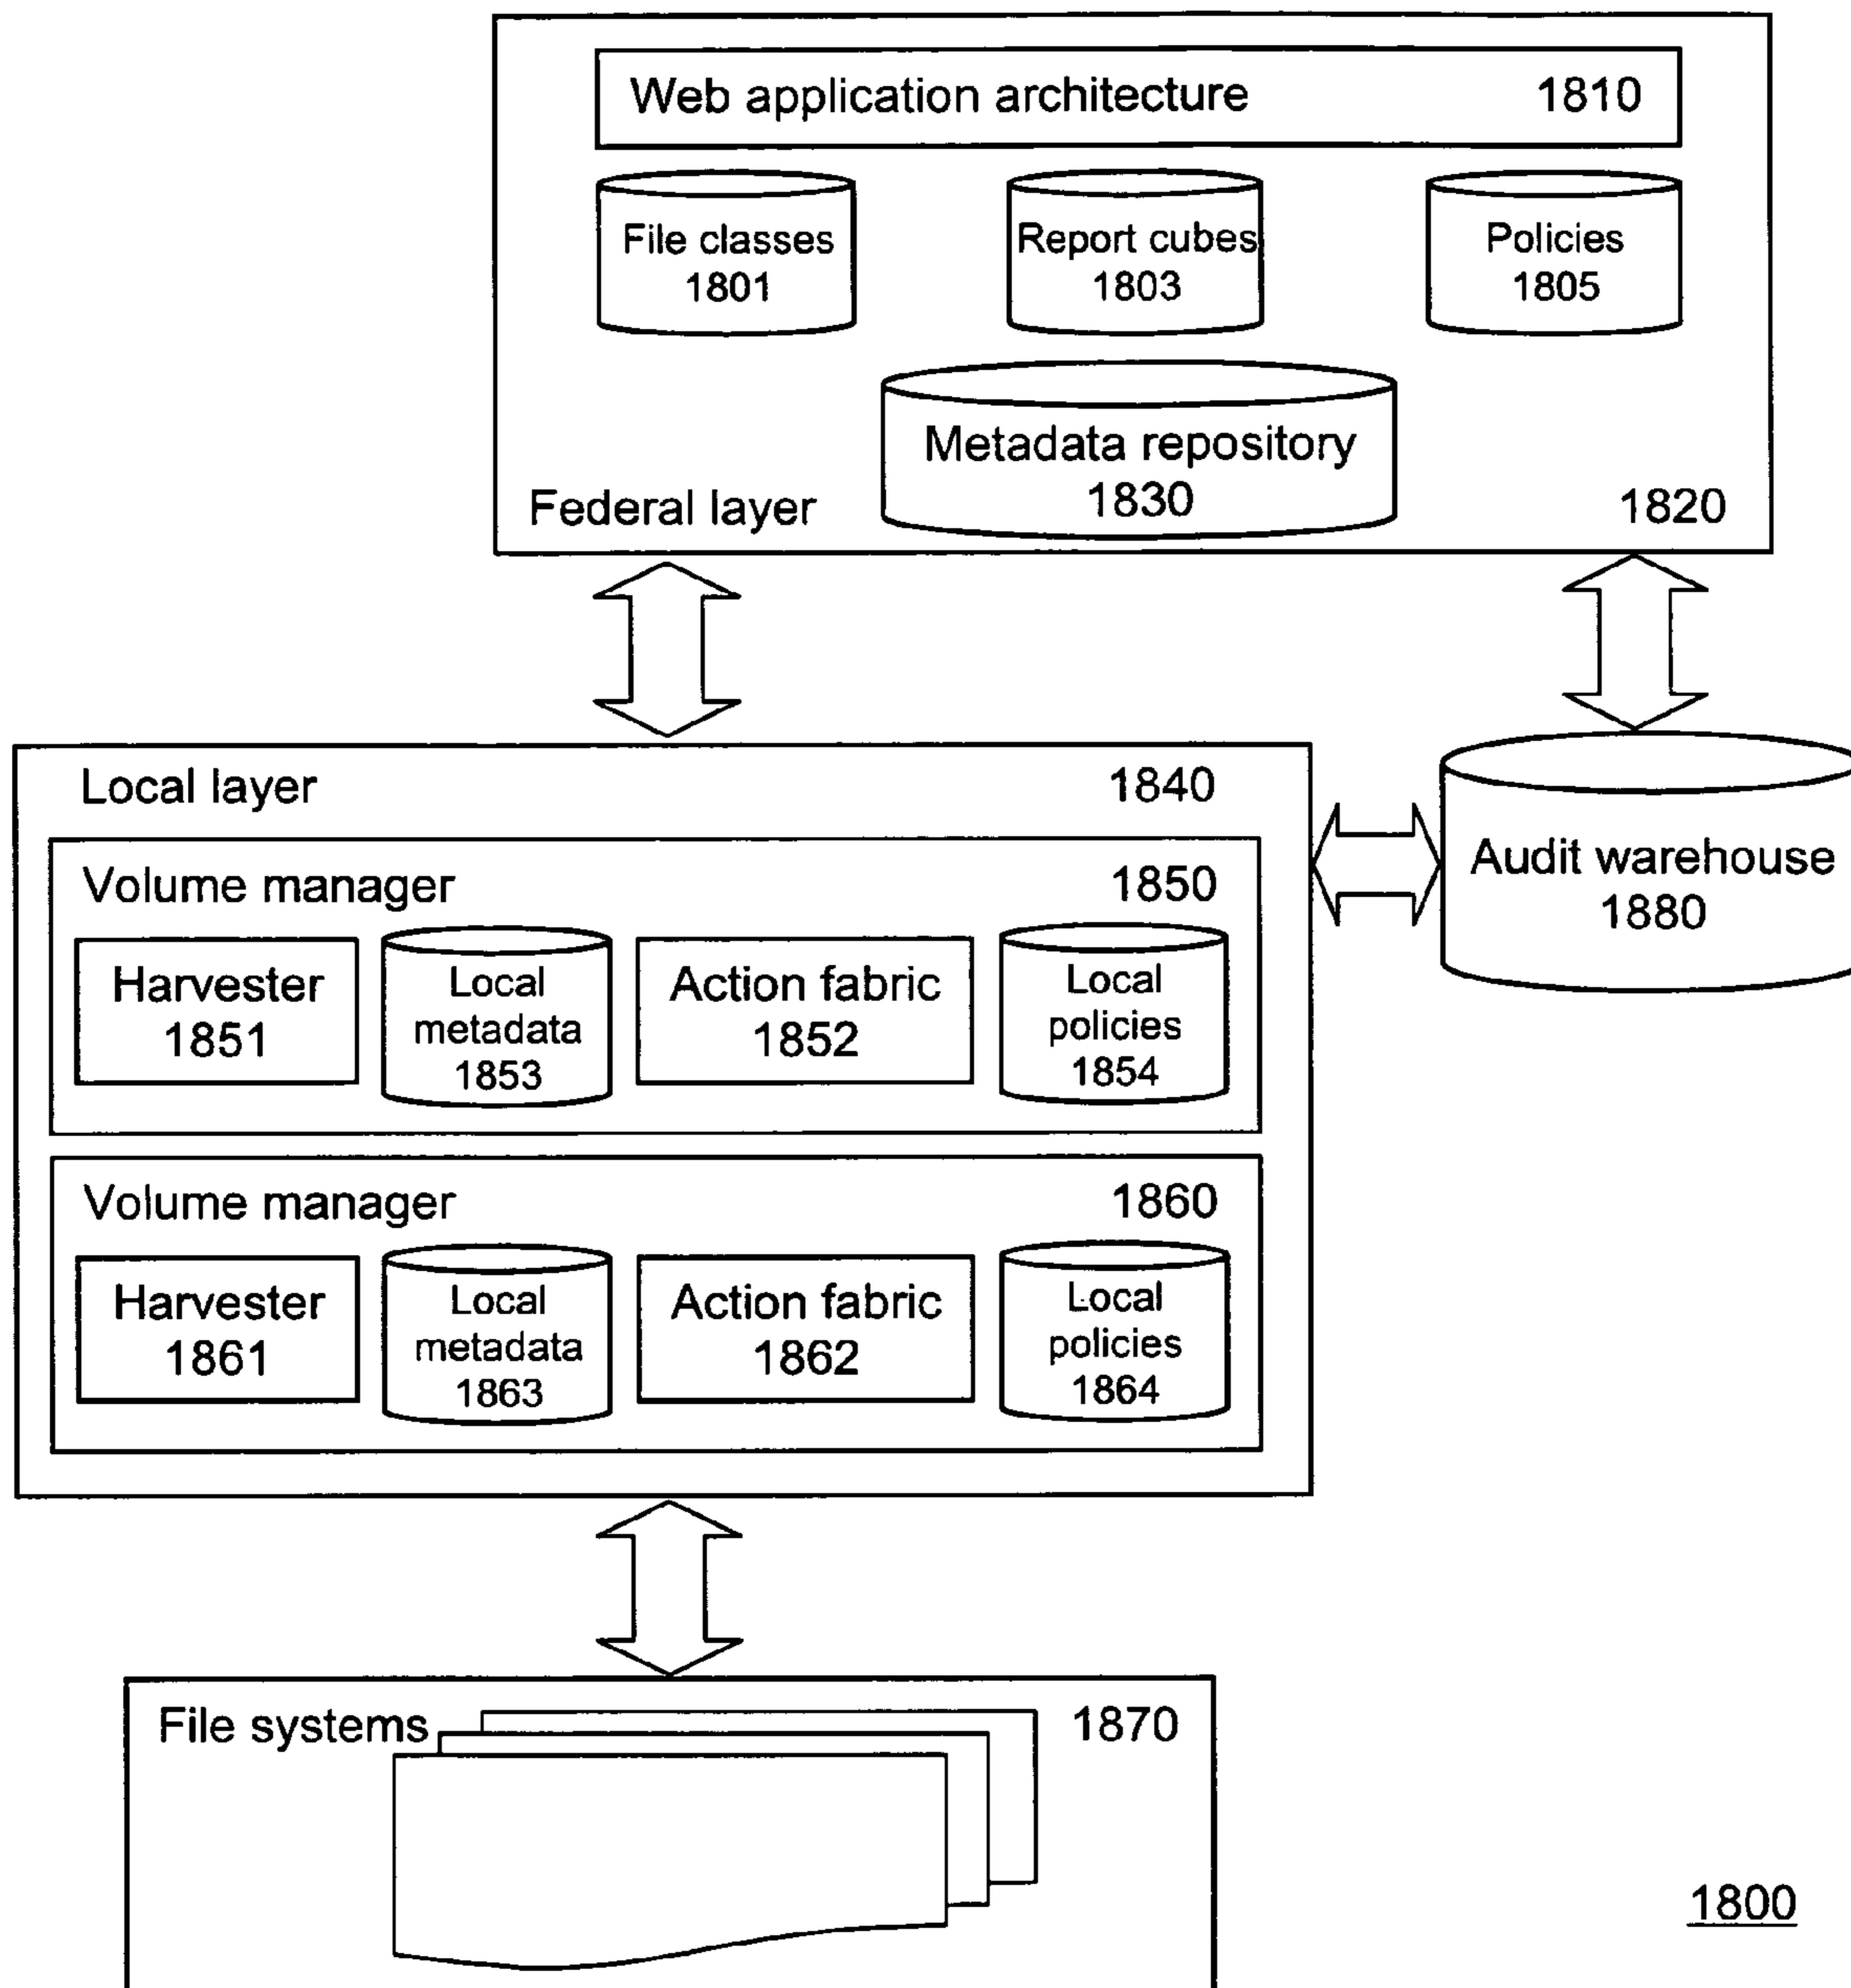 Web application architecture 1810
File classes
1801
Report cubes
1803
Policies
1805
Metadata repository
1830
Federal layer 1820
Local layer 1840
Volume manager 1850
Harvester
1851
Local
metadata
1853
Action fabric
1852
Local
policies
1854
Audit warehouse
1880
Volume manager 1860
Harvester
1861
Local
metadata
1863
Action fabric
1862
Local
policies
1864
File systems 1870
1800